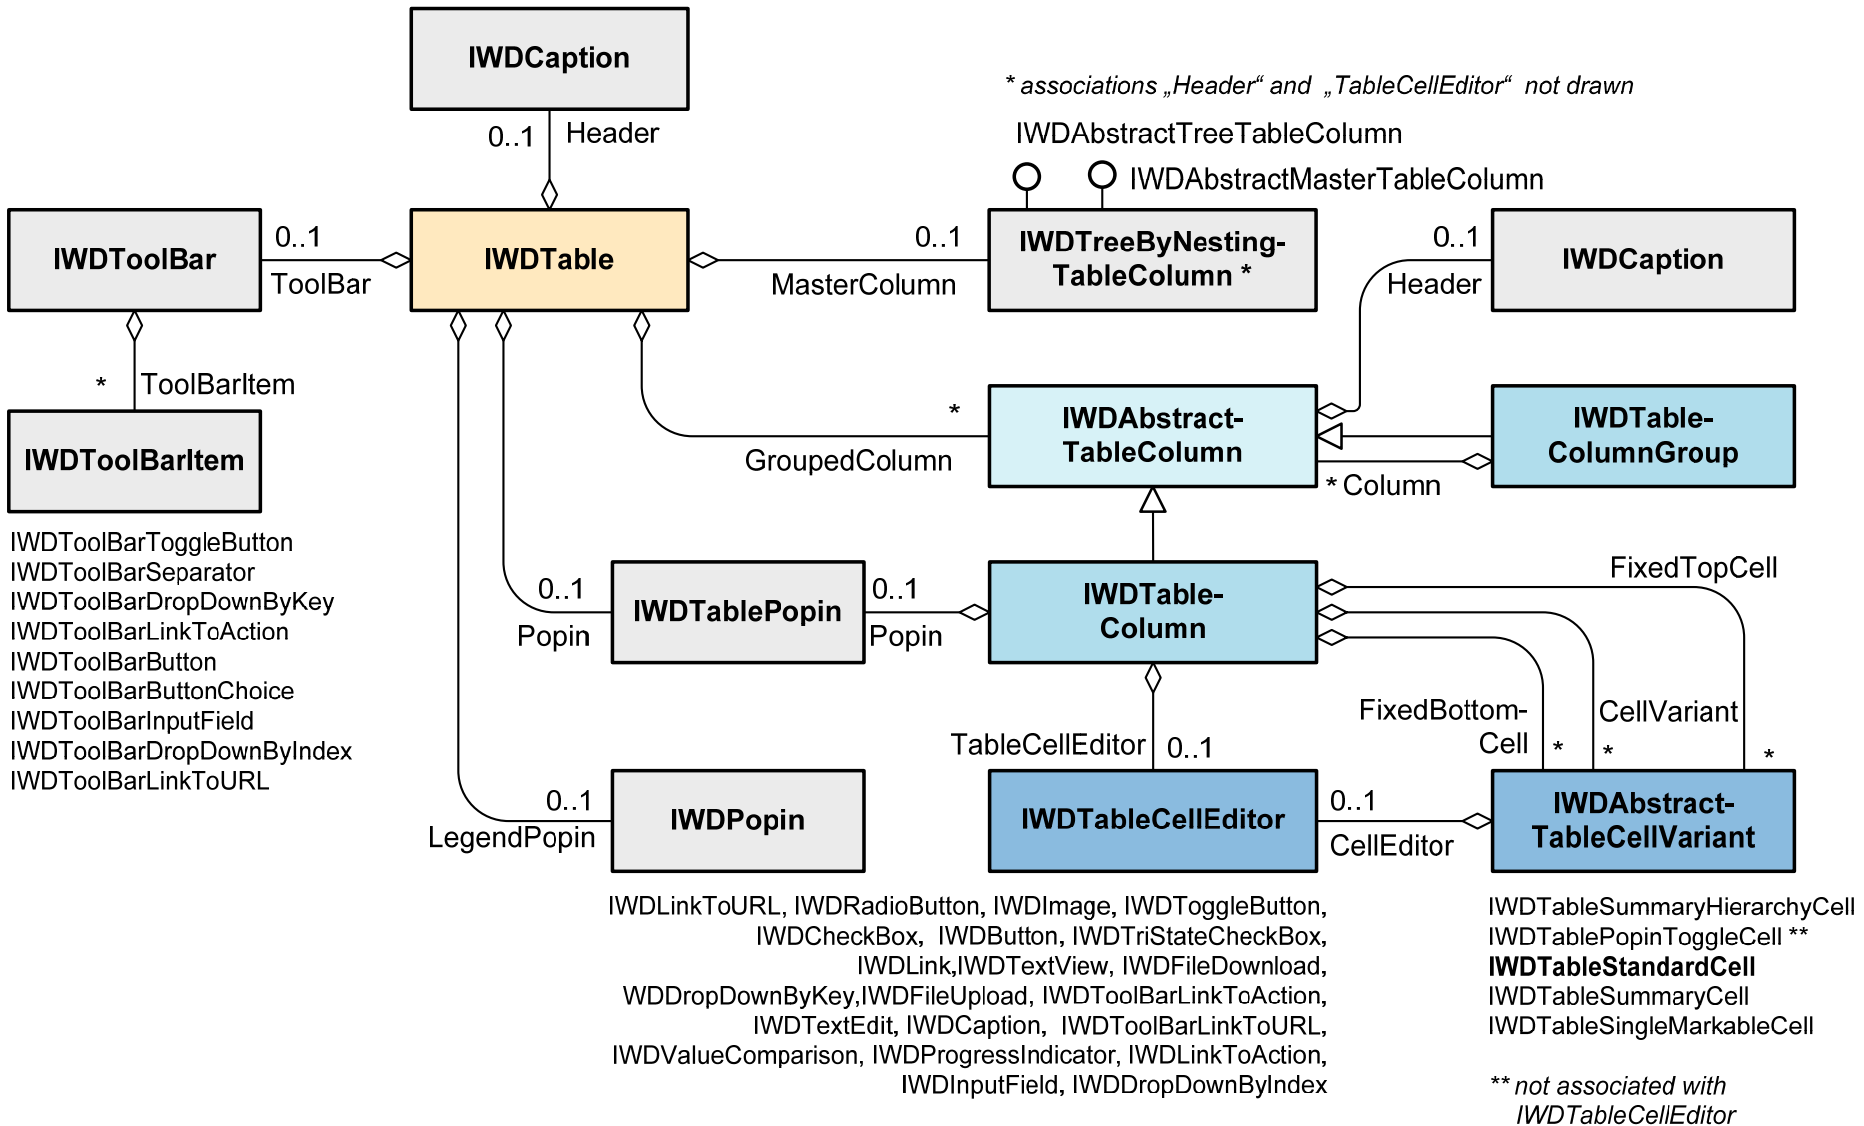 IWDCaption
* associations „Header“ and „TableCellEditor“ not drawn
0..1
Header
IWDAbstractTreeTableColumn
IWDAbstractMasterTableColumn
IWDToolBar
0..1
ToolBar
IWDTable
0..1
MasterColumn
IWDTreeByNesting-
TableColumn *
0..1
Header
IWDCaption
*
ToolBarItem
IWDToolBarItem
*
GroupedColumn
IWDAbstract-
TableColumn
* Column
IWDTable-
ColumnGroup
IWDToolBarToggleButton
IWDToolBarSeparator
IWDToolBarDropDownByKey
IWDToolBarLinkToAction
IWDToolBarButton
IWDToolBarButtonChoice
IWDToolBarInputField
IWDToolBarDropDownByIndex
IWDToolBarLinkToURL
0..1
Popin
IWDTablePopin
0..1
Popin
IWDTable-
Column
FixedTopCell
FixedBottom-
Cell
*
CellVariant
*
*
TableCellEditor
0..1
0..1
LegendPopin
IWDPopin
IWDTableCellEditor
0..1
CellEditor
IWDAbstract-
TableCellVariant
IWDLinkToURL, IWDRadioButton, IWDImage, IWDToggleButton,
IWDCheckBox, IWDButton, IWDTriStateCheckBox,
IWDLink,IWDTextView, IWDFileDownload,
WDDropDownByKey,IWDFileUpload, IWDToolBarLinkToAction,
IWDTextEdit, IWDCaption, IWDToolBarLinkToURL,
IWDValueComparison, IWDProgressIndicator, IWDLinkToAction,
IWDInputField, IWDDropDownByIndex
IWDTableSummaryHierarchyCell
IWDTablePopinToggleCell **
IWDTableStandardCell
IWDTableSummaryCell
IWDTableSingleMarkableCell
** not associated with
IWDTableCellEditor